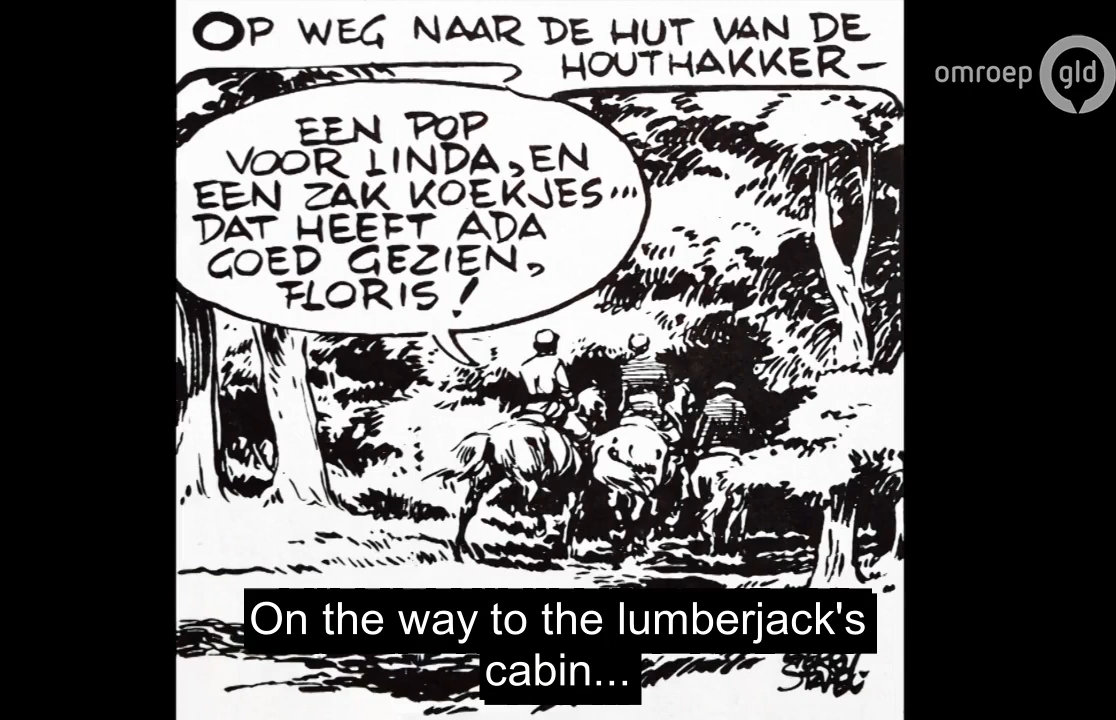 OP WEG NAAR DE HUT VAN DE
HOUTHAKKER–
omroep gld
EEN POP
VOOR LINDA, EN
EEN ZAK KOEKJES...
DAT HEEFT ADA
GOED GEZIEN,
FLORIS!
On the way to the lumberjack's
cabin...